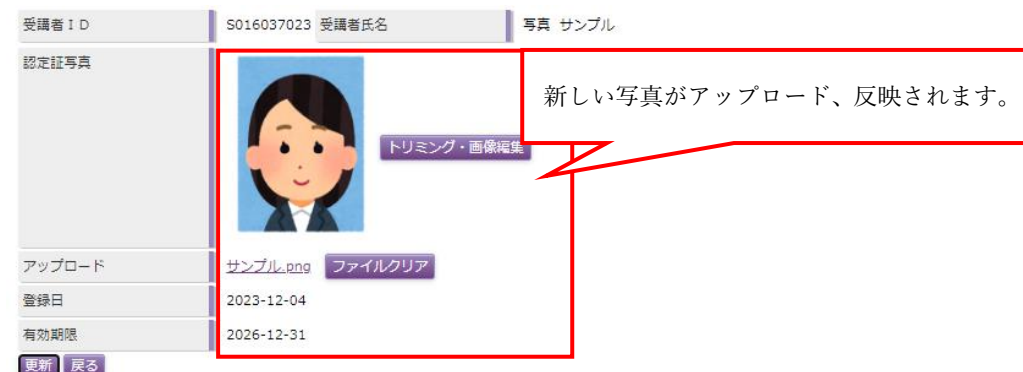 受講者ＩＤ S016037023 受講者氏名 写真 サンプル
認定証写真
新しい写真がアップロード、反映されます。
トリミング・画像編集
アップロード サンプル.png ファイルクリア
登録日 2023-12-04
有効期限 2026-12-31
更新 戻る